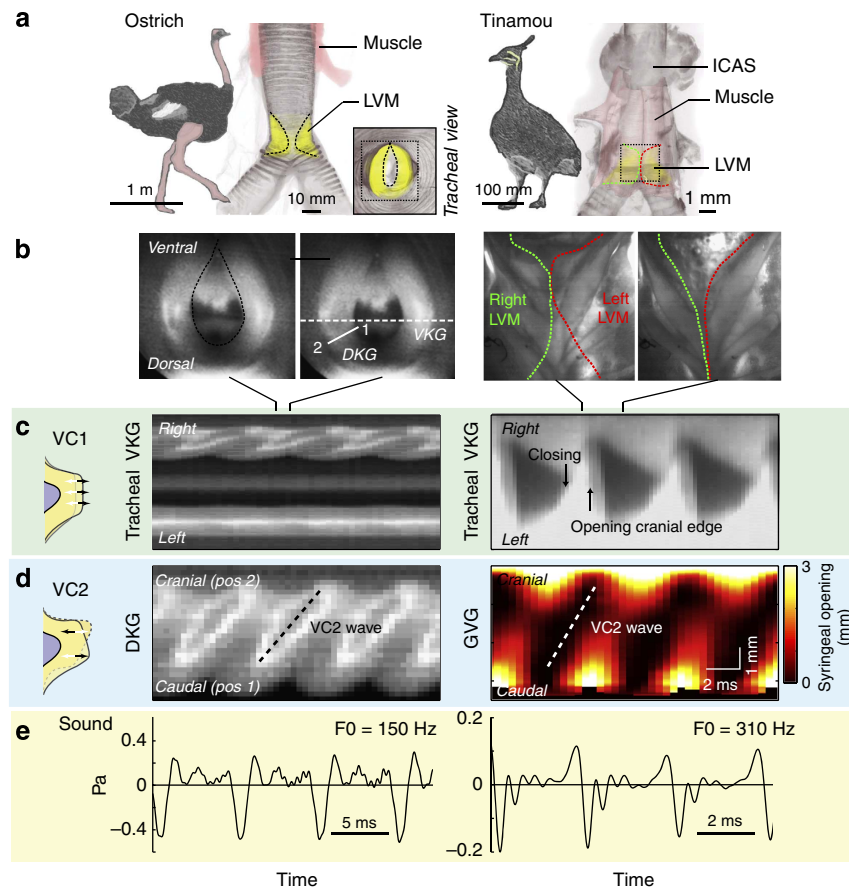 a
Ostrich
Muscle
LVM
1 m
10 mm
Tracheal view
Tinamou
ICAS
Muscle
LVM
100 mm
1 mm
b
Ventral
Dorsal
1
2
DKG
VKG
Right LVM
Left LVM
c
VC1
Tracheal VKG
Right
Left
Tracheal VKG
Right
Closing
Opening cranial edge
Left
d
VC2
DKG
Cranial (pos 2)
VC2 wave
Caudal (pos 1)
GVG
Cranial
VC2 wave
1 mm
2 ms
Caudal
3
0
Syringeal opening
(mm)
e
Sound
Pa
0.4
0
–0.4
F0 = 150 Hz
5 ms
Time
0.2
0
–0.2
F0 = 310 Hz
2 ms
Time